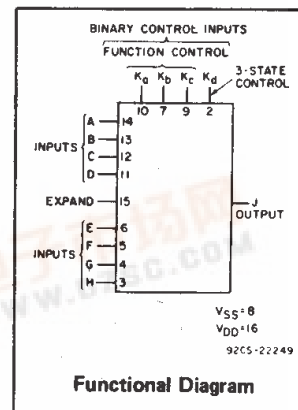 BINARY CONTROL INPUTS
FUNCTION CONTROL
Ka Kb Kc Kd
3-STATE
CONTROL
10 7 9 2
A 14
B 13
INPUTS
C 12
D 11
EXPAND 15
J
OUTPUT
E 6
F 5
INPUTS
G 4
H 3
VSS=8
VDD=16
92CS-22249
Functional Diagram